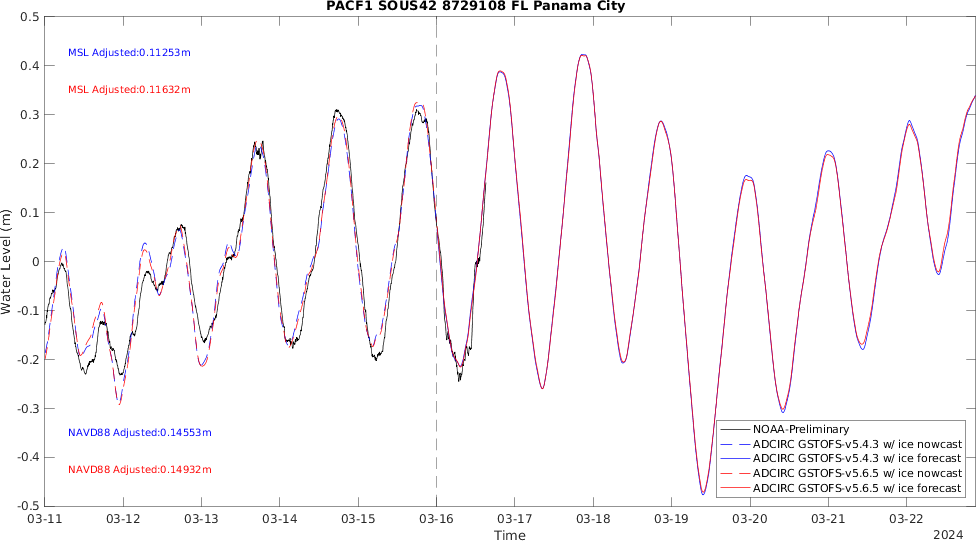 PACF1 SOUS42 8729108 FL Panama City
0.5
0.4
0.3
0.2
0.1
0
-0.1
-0.2
-0.3
-0.4
-0.5
Water Level (m)
MSL Adjusted:0.11253m
MSL Adjusted:0.11632m
NAVD88 Adjusted:0.14553m
NAVD88 Adjusted:0.14932m
NOAA-Preliminary
ADCIRC GSTOFS-v5.4.3 w/ ice nowcast
ADCIRC GSTOFS-v5.4.3 w/ ice forecast
ADCIRC GSTOFS-v5.6.5 w/ ice nowcast
ADCIRC GSTOFS-v5.6.5 w/ ice forecast
03-11 03-12 03-13 03-14 03-15 03-16 03-17 03-18 03-19 03-20 03-21 03-22
Time
2024